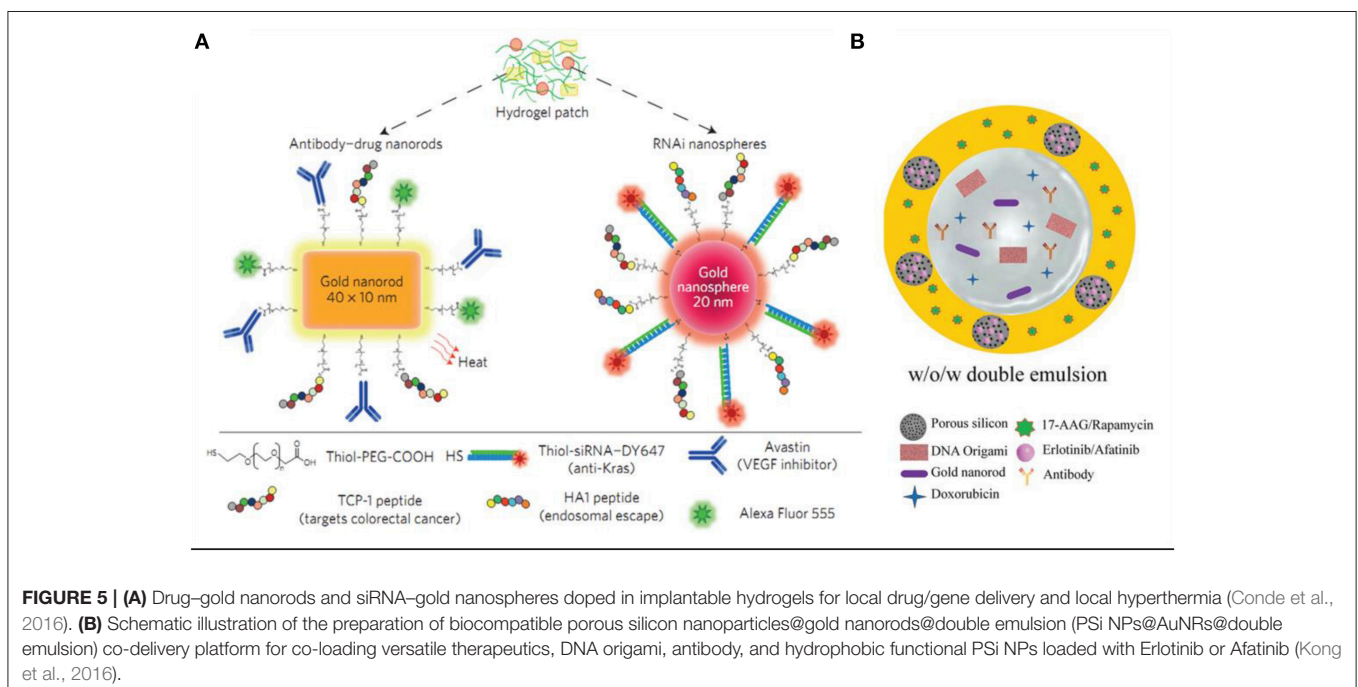 A
B
Hydrogel patch
Antibody–drug nanorods
RNAi nanospheres
Gold nanorod
40 × 10 nm
Gold
nanosphere
20 nm
Heat
w/o/w double emulsion
HS
O
O
n
O
OH
Thiol-PEG-COOH
HS
Thiol-siRNA–DY647
(anti-Kras)
Avastin
(VEGF inhibitor)
TCP-1 peptide
(targets colorectal cancer)
HA1 peptide
(endosomal escape)
Alexa Fluor 555
Porous silicon
17-AAG/Rapamycin
DNA Origami
Erlotinib/Afatinib
Gold nanorod
Antibody
Doxorubicin
FIGURE 5 | (A) Drug–gold nanorods and siRNA–gold nanospheres doped in implantable hydrogels for local drug/gene delivery and local hyperthermia (Conde et al.,
2016). (B) Schematic illustration of the preparation of biocompatible porous silicon nanoparticles@gold nanorods@double emulsion (PSi NPs@AuNRs@double
emulsion) co-delivery platform for co-loading versatile therapeutics, DNA origami, antibody, and hydrophobic functional PSi NPs loaded with Erlotinib or Afatinib (Kong
et al., 2016).